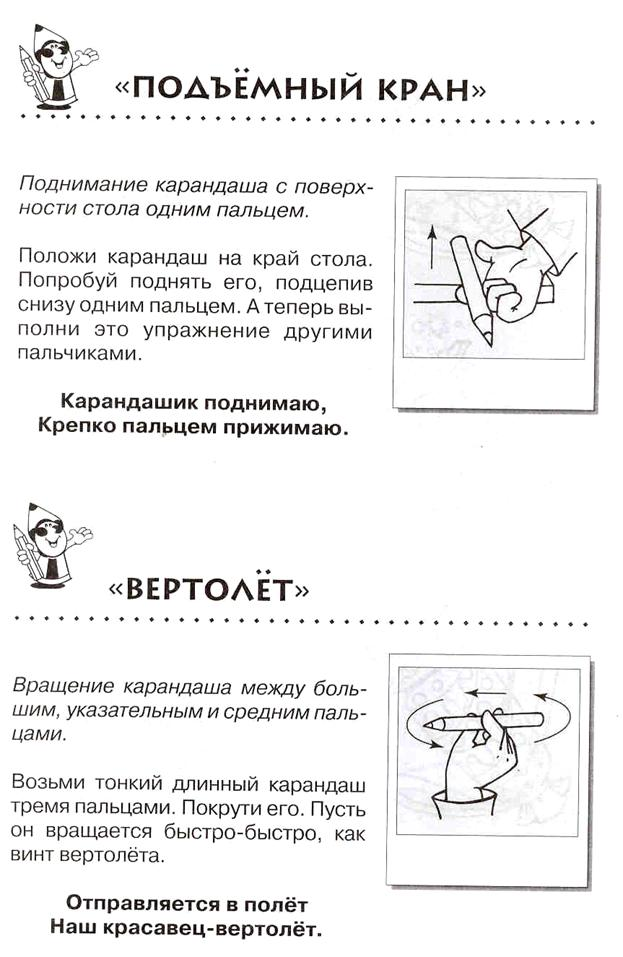 «ПОДЪЁМНЫЙ КРАН»
Поднимание карандаша с поверх-
ности стола одним пальцем.
Положи карандаш на край стола.
Попробуй поднять его, подцепив
снизу одним пальцем. А теперь вы-
полни это упражнение другими
пальчиками.
Карандашик поднимаю,
Крепко пальцем прижимаю.
«ВЕРТОЛЁТ»
Вращение карандаша между боль-
шим, указательным и средним паль-
цами.
Возьми тонкий длинный карандаш
тремя пальцами. Покрути его. Пусть
он вращается быстро-быстро, как
винт вертолёта.
Отправляется в полёт
Наш красавец-вертолёт.